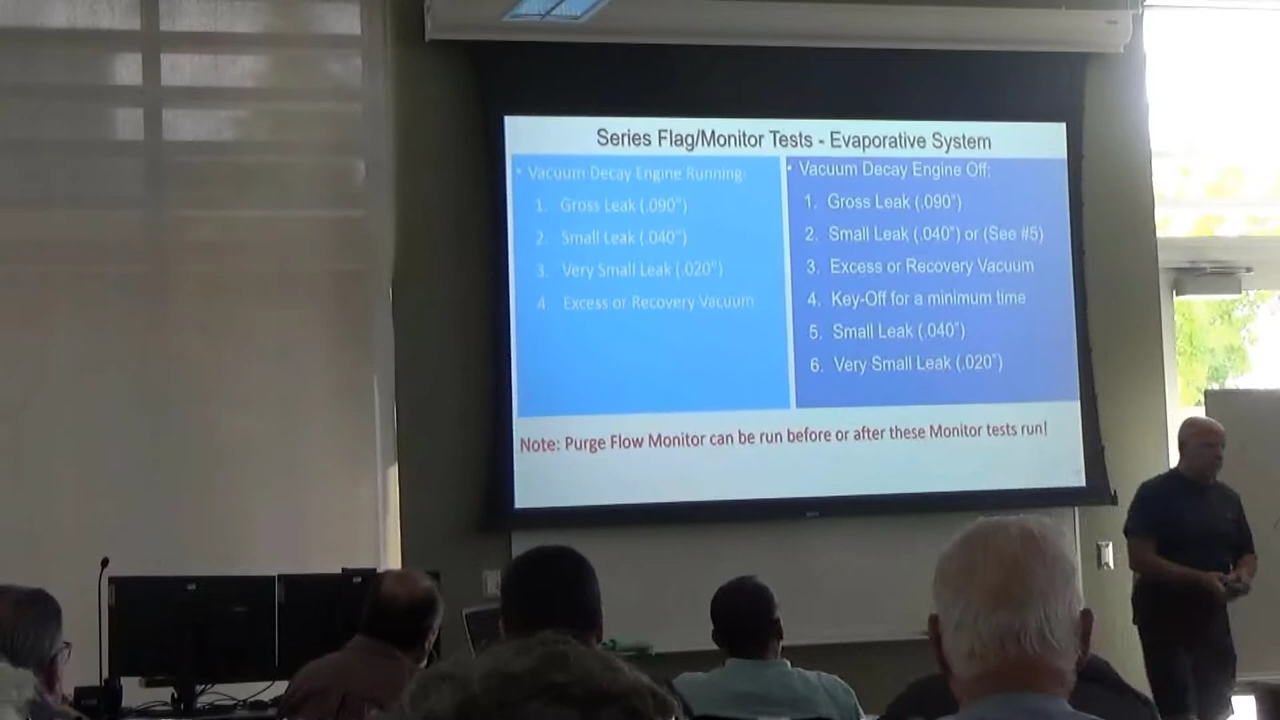 Series Flag/Monitor Tests - Evaporative System
• Vacuum Decay Engine Running:
1. Gross Leak (.090")
2. Small Leak (.040")
3. Very Small Leak (.020")
4. Excess or Recovery Vacuum
• Vacuum Decay Engine Off:
1. Gross Leak (.090")
2. Small Leak (.040") or (See #5)
3. Excess or Recovery Vacuum
4. Key-Off for a minimum time
5. Small Leak (.040")
6. Very Small Leak (.020")
Note: Purge Flow Monitor can be run before or after these Monitor tests run!